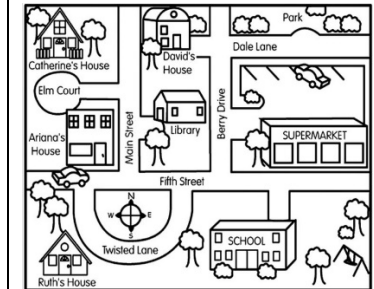 Park
Dale Lane
Catherine's House
David's
House
Elm Court
Main Street
Library
Berry Drive
SUPERMARKET
Ariana's
House
Fifth Street
N
W
E
S
Twisted Lane
SCHOOL
Ruth's House